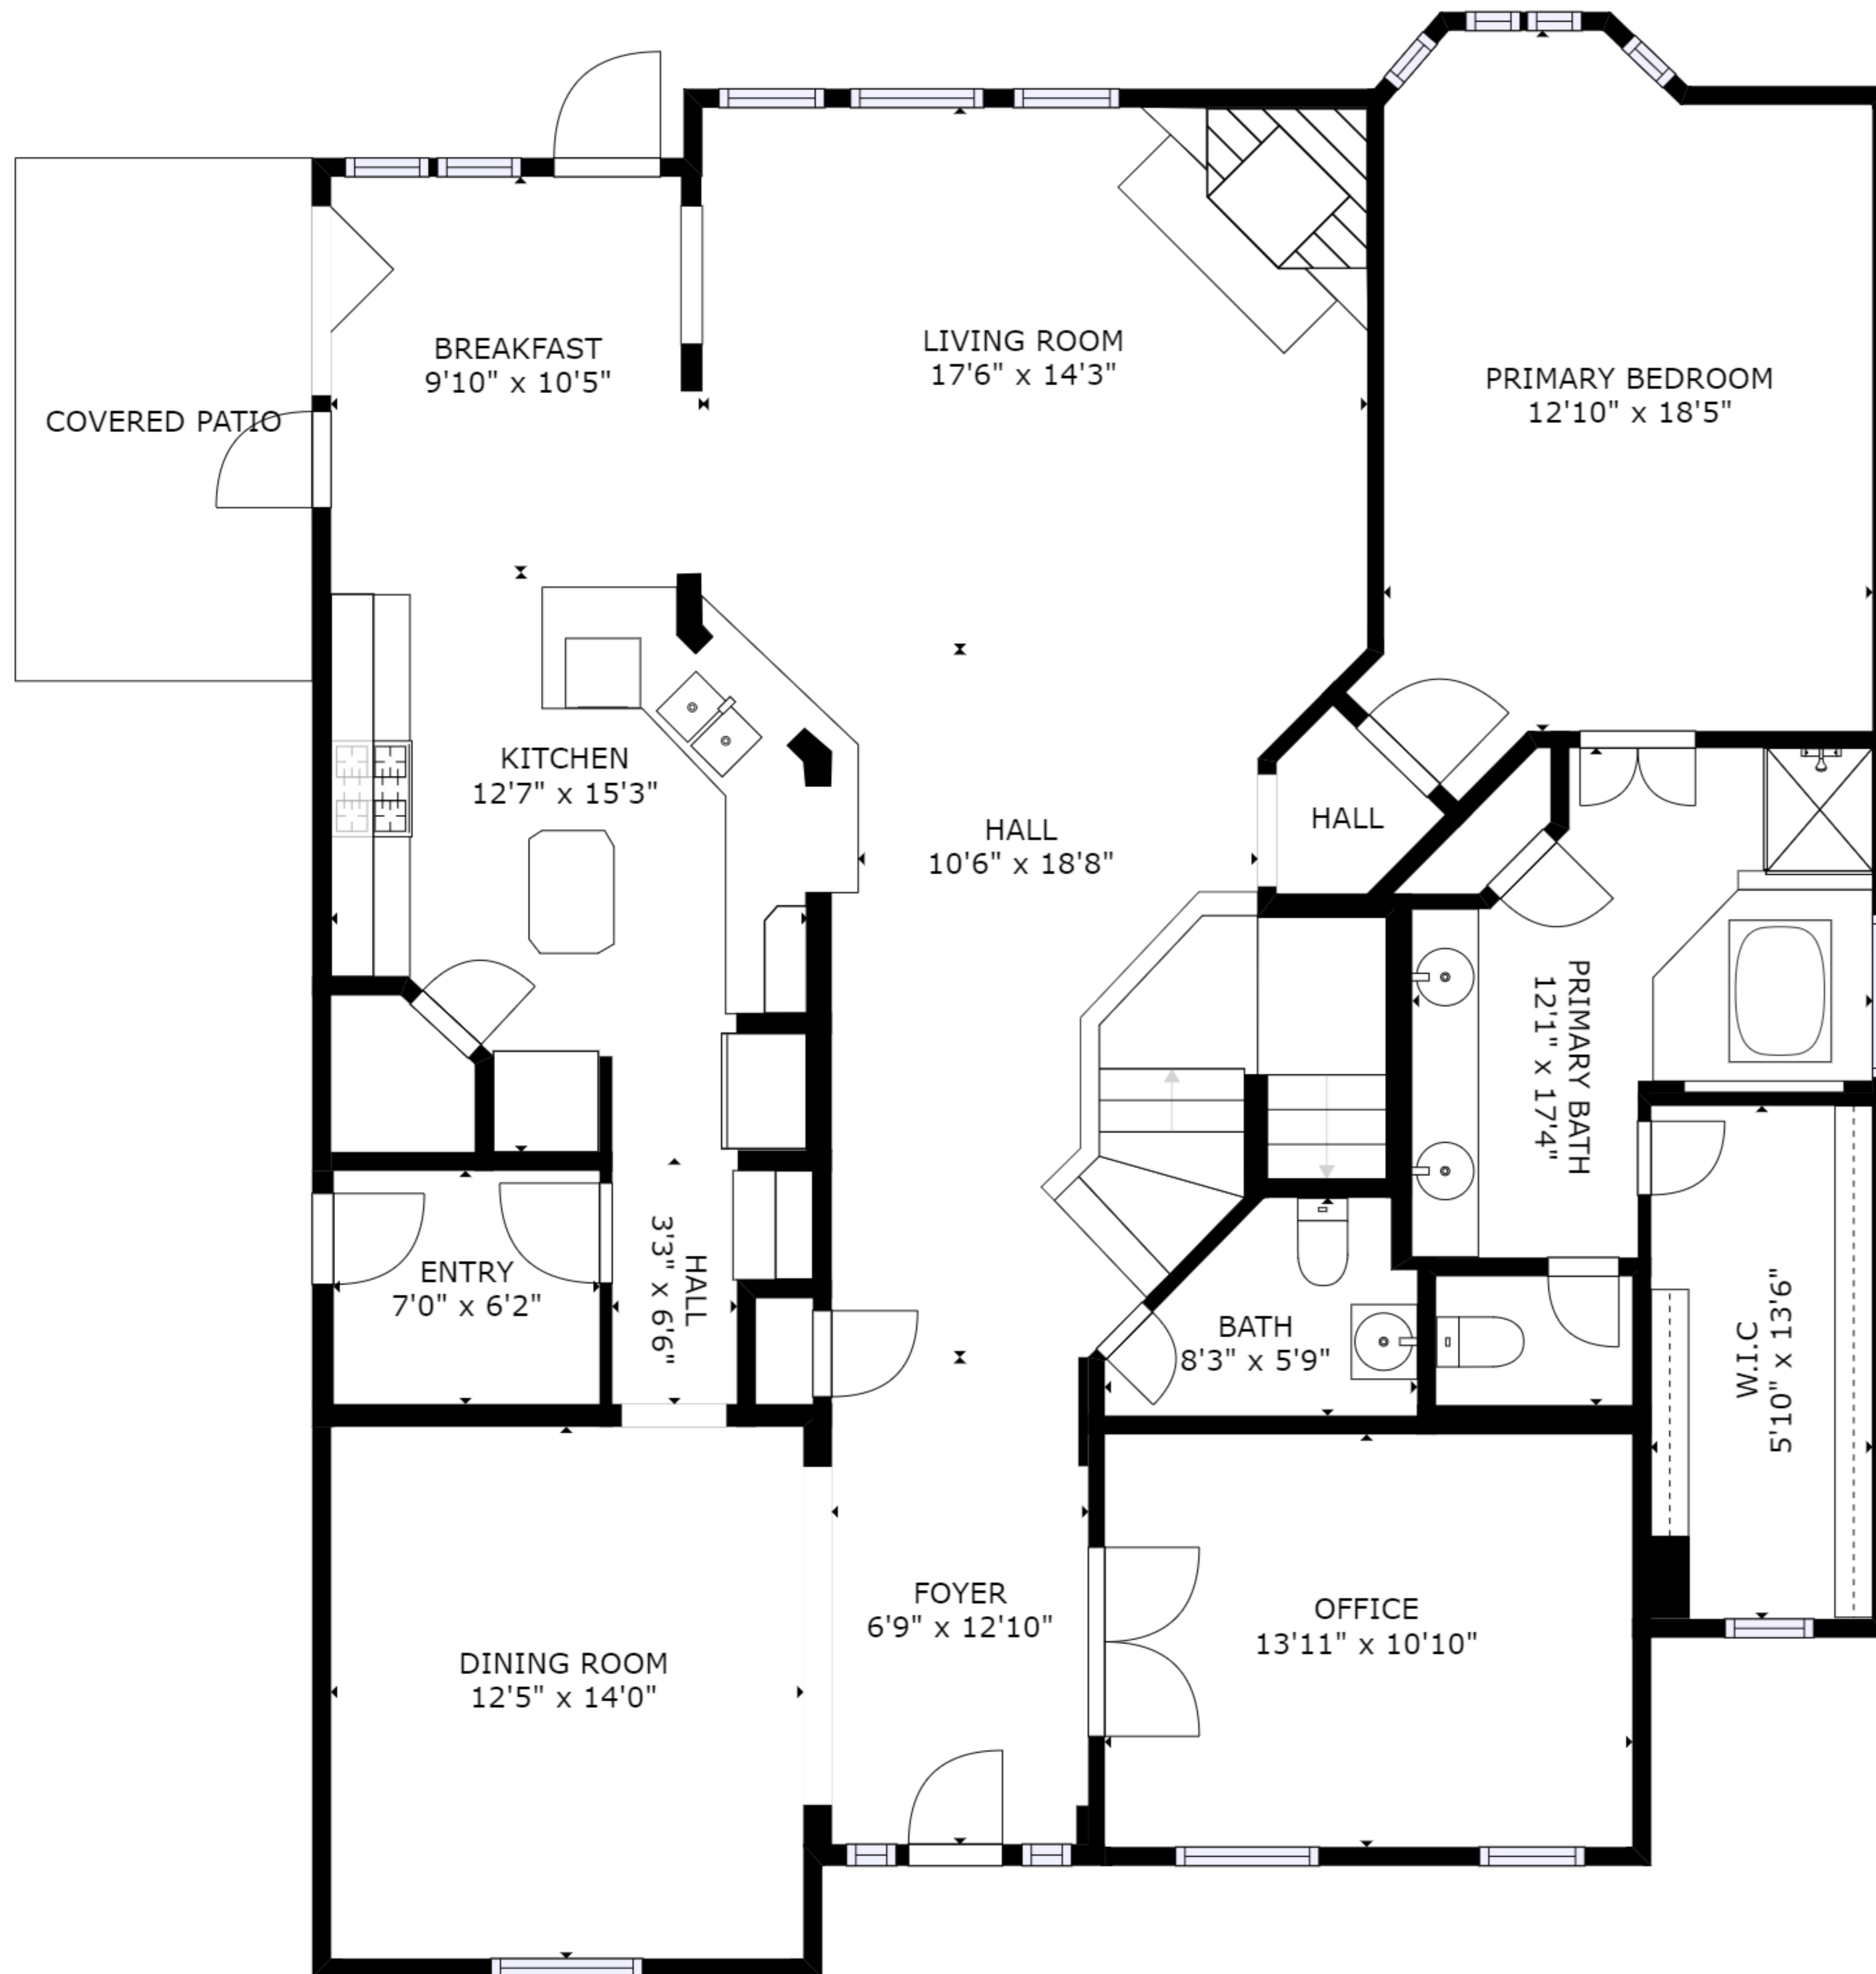 BREAKFAST
9'10" x 10'5"
LIVING ROOM
17'6" x 14'3"
PRIMARY BEDROOM
12'10" x 18'5"
COVERED PATIO
KITCHEN
12'7" x 15'3"
HALL
10'6" x 18'8"
HALL
PRIMARY BATH
12'1" x 17'4"
ENTRY
7'0" x 6'2"
HALL
3'3" x 6'6"
BATH
8'3" x 5'9"
W.I.C
5'10" x 13'6"
FOYER
6'9" x 12'10"
OFFICE
13'11" x 10'10"
DINING ROOM
12'5" x 14'0"